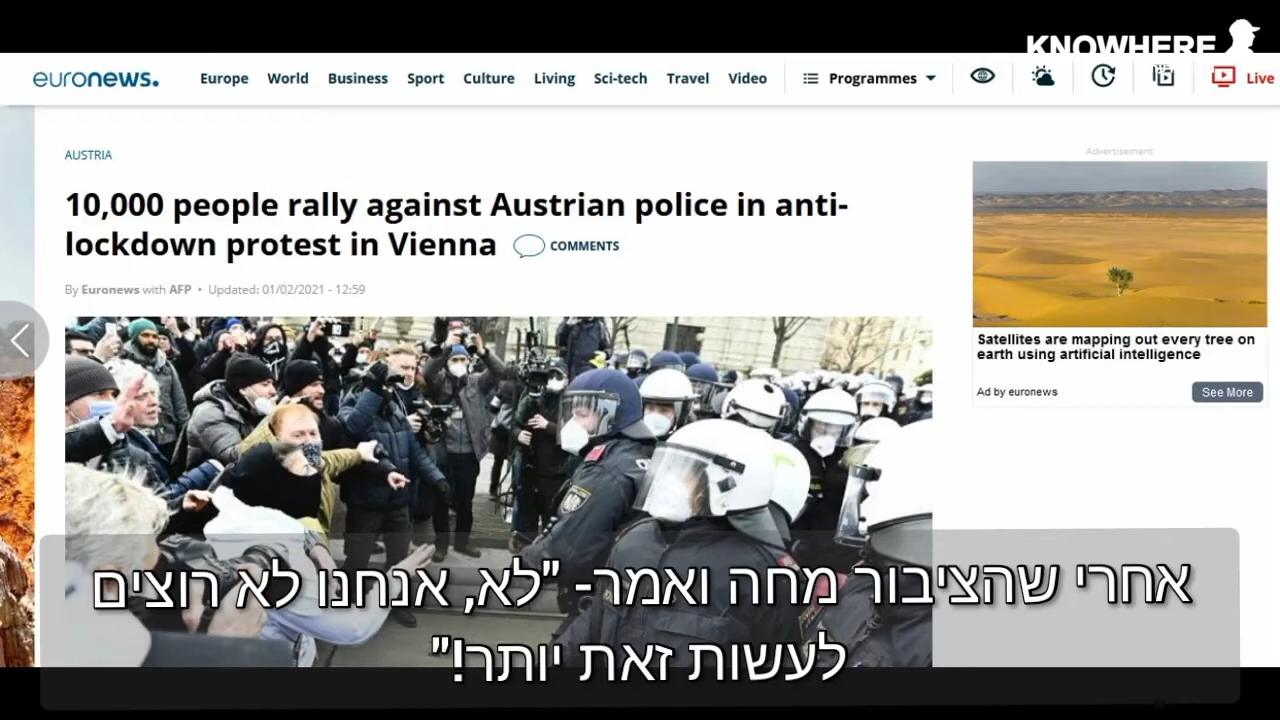 KNOWHERE
euronews.
Europe World Business Sport Culture Living Sci-tech Travel Video Programmes Live
AUSTRIA
10,000 people rally against Austrian police in anti-
lockdown protest in Vienna COMMENTS
By Euronews with AFP • Updated: 01/02/2021 - 12:59
Advertisement
Satellites are mapping out every tree on
earth using artificial intelligence
Ad by euronews See More
אחרי שהציבור מחה ואמר- "לא, אנחנו לא רוצים
לעשות זאת יותר!"